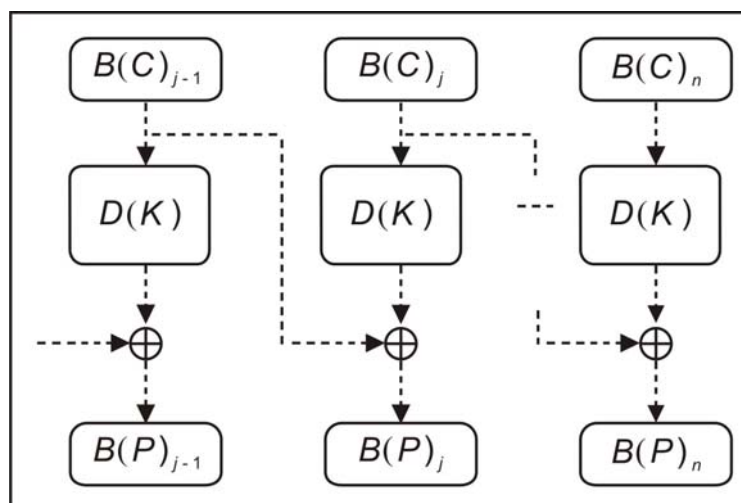 B(C)j-1 B(C)j B(C)n
D(K) D(K) D(K)
B(P)j-1 B(P)j B(P)n